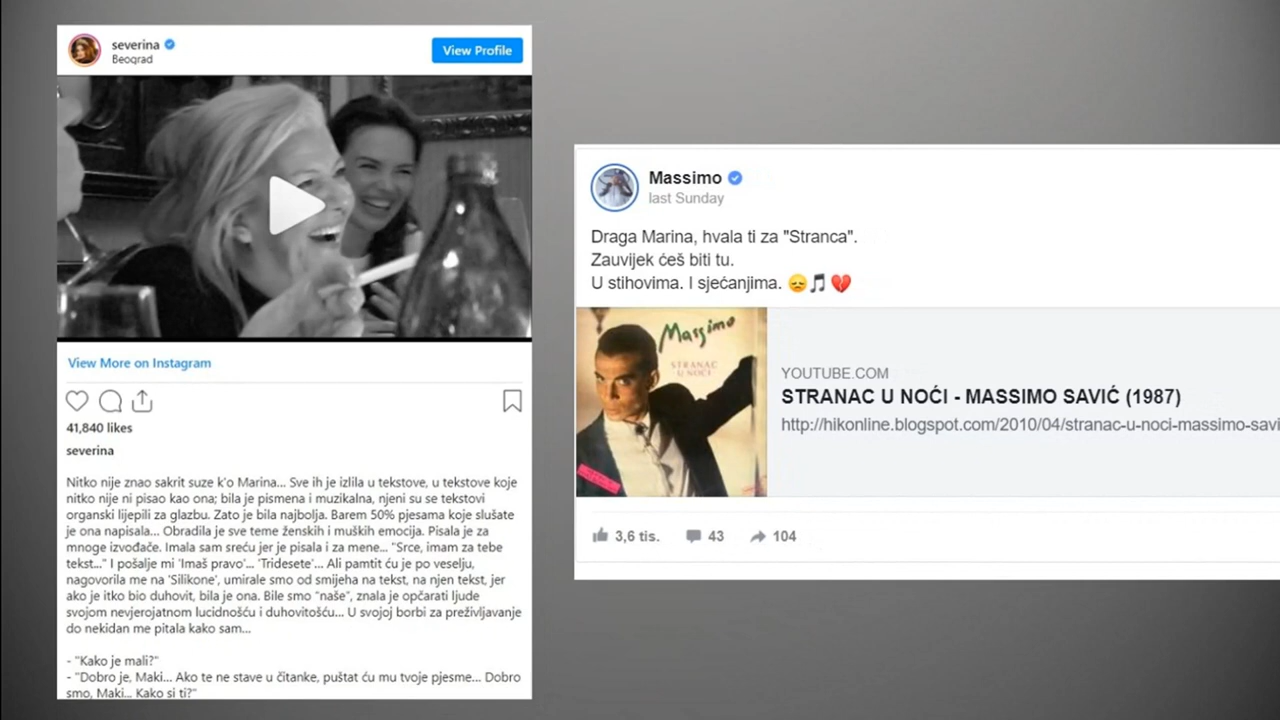 severina
Beograd
View Profile
View More on Instagram
41,840 likes
severina
Nitko nije znao sakrit suze k'o Marina... Sve ih je izlila u tekstove, u tekstove koje
nitko nije ni pisao kao ona; bila je pismena i muzikalna, njeni su se tekstovi
organski lijepili za glazbu. Zato je bila najbolja. Barem 50% pjesama koje slušate
je ona napisala... Obradila je sve teme ženskih i muških emocija. Pisala je za
mnoge izvođače. Imala sam sreću jer je pisala i za mene... "Srce, imam za tebe
tekst..." I pošalje mi 'Imaš pravo'... 'Tridesete'... Ali pamtit ću je po veselju,
nagovorila me na 'Silikone', umirale smo od smijeha na tekst, na njen tekst, jer
ako je itko bio duhovit, bila je ona. Bile smo "naše", znala je opčarati ljude
svojom nevjerojatnom lucidnošću i duhovitošću... U svojoj borbi za preživljavanje
do nekidan me pitala kako sam...
- "Kako je mali?"
- "Dobro je, Maki... Ako te ne stave u čitanke, puštat ću mu tvoje pjesme... Dobro
smo, Maki... Kako si ti?"
Massimo
last Sunday
Draga Marina, hvala ti za "Stranca".
Zauvijek ćeš biti tu.
U stihovima. I sjećanjima. 😞🎵💔
Massimo
STRANAC
U NOĆI
YOUTUBE.COM
STRANAC U NOĆI - MASSIMO SAVIĆ (1987)
http://hikonline.blogspot.com/2010/04/stranac-u-noci-massimo-savi
3,6 tis.
43
104